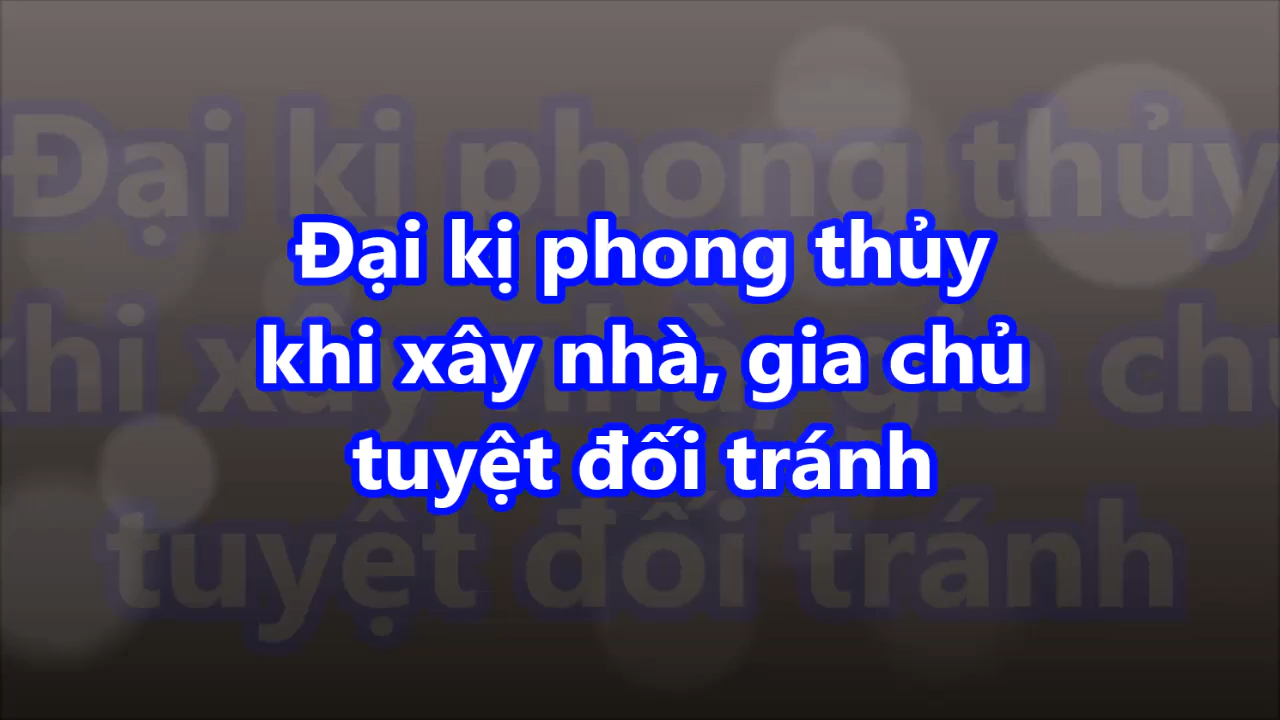 Đại kị phong thủy
khi xây nhà, gia chủ
tuyệt đối tránh